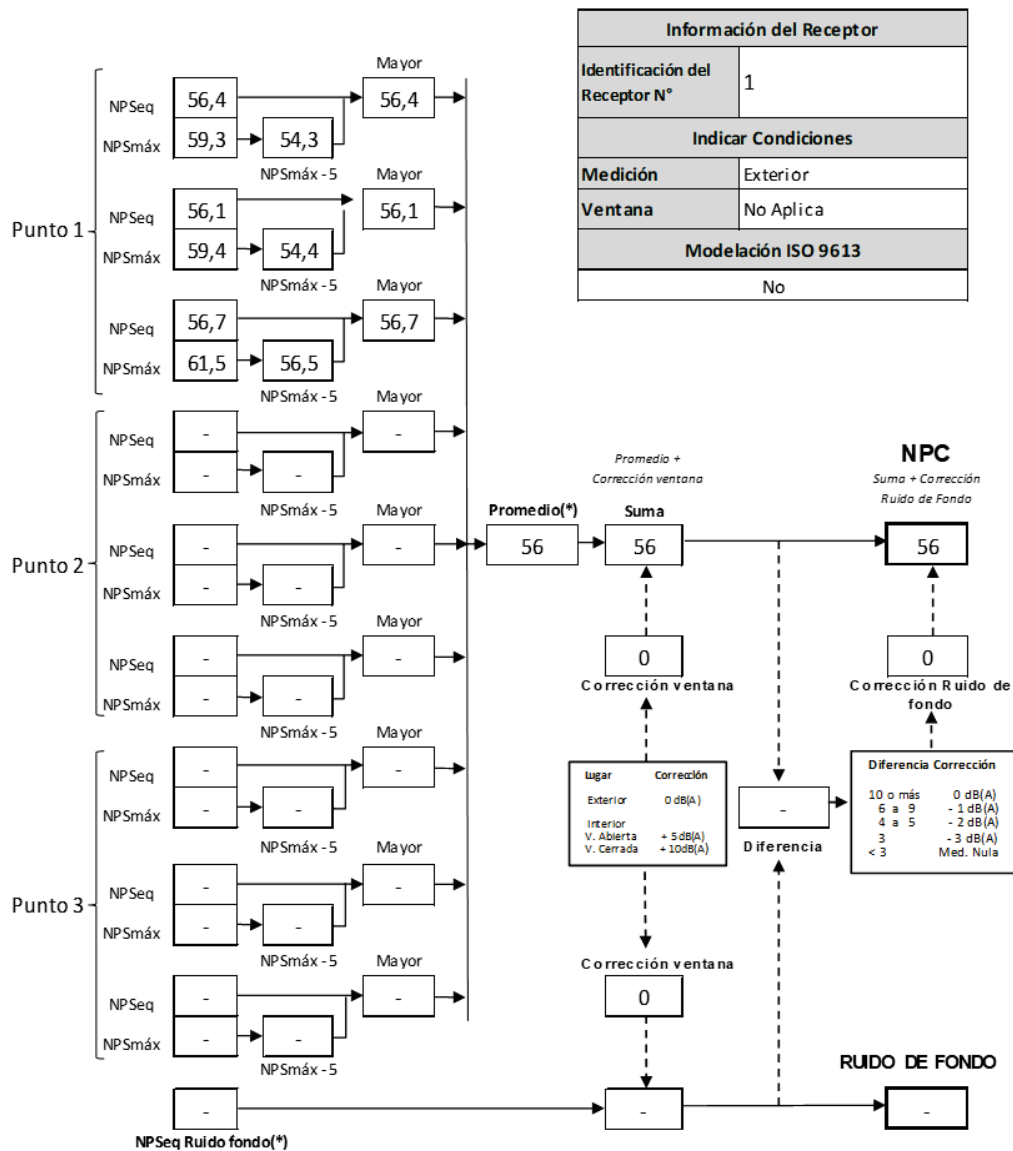 Información del Receptor
Identificación del Receptor N° 1
Indicar Condiciones
Medición Exterior
Ventana No Aplica
Modelación ISO 9613
No
Punto 1
Mayor
NPSeq 56,4 56,4
NPSmáx 59,3 54,3
NPSmáx - 5
Mayor
NPSeq 56,1 56,1
NPSmáx 59,4 54,4
NPSmáx - 5
Mayor
NPSeq 56,7 56,7
NPSmáx 61,5 56,5
NPSmáx - 5
Punto 2
Mayor
NPSeq - -
NPSmáx - -
NPSmáx - 5
Mayor
NPSeq - -
NPSmáx - -
NPSmáx - 5
Mayor
NPSeq - -
NPSmáx - -
NPSmáx - 5
Punto 3
Mayor
NPSeq - -
NPSmáx - -
NPSmáx - 5
Mayor
NPSeq - -
NPSmáx - -
NPSmáx - 5
Mayor
NPSeq - -
NPSmáx - -
NPSmáx - 5
-
NPSeq Ruido fondo(*)
Promedio(*)
56
Promedio +
Corrección ventana
Suma
56
0
Corrección ventana
Lugar Corrección
Exterior 0 dB(A)
Interior
V. Abierta + 5 dB(A)
V. Cerrada + 10dB(A)
Corrección ventana
0
-
-
Diferencia
NPC
Suma + Corrección
Ruido de Fondo
56
0
Corrección Ruido de
fondo
Diferencia Corrección
10 o más 0 dB(A)
6 a 9 - 1 dB(A)
4 a 5 - 2 dB(A)
3 - 3 dB(A)
< 3 Med. Nula
RUIDO DE FONDO
-